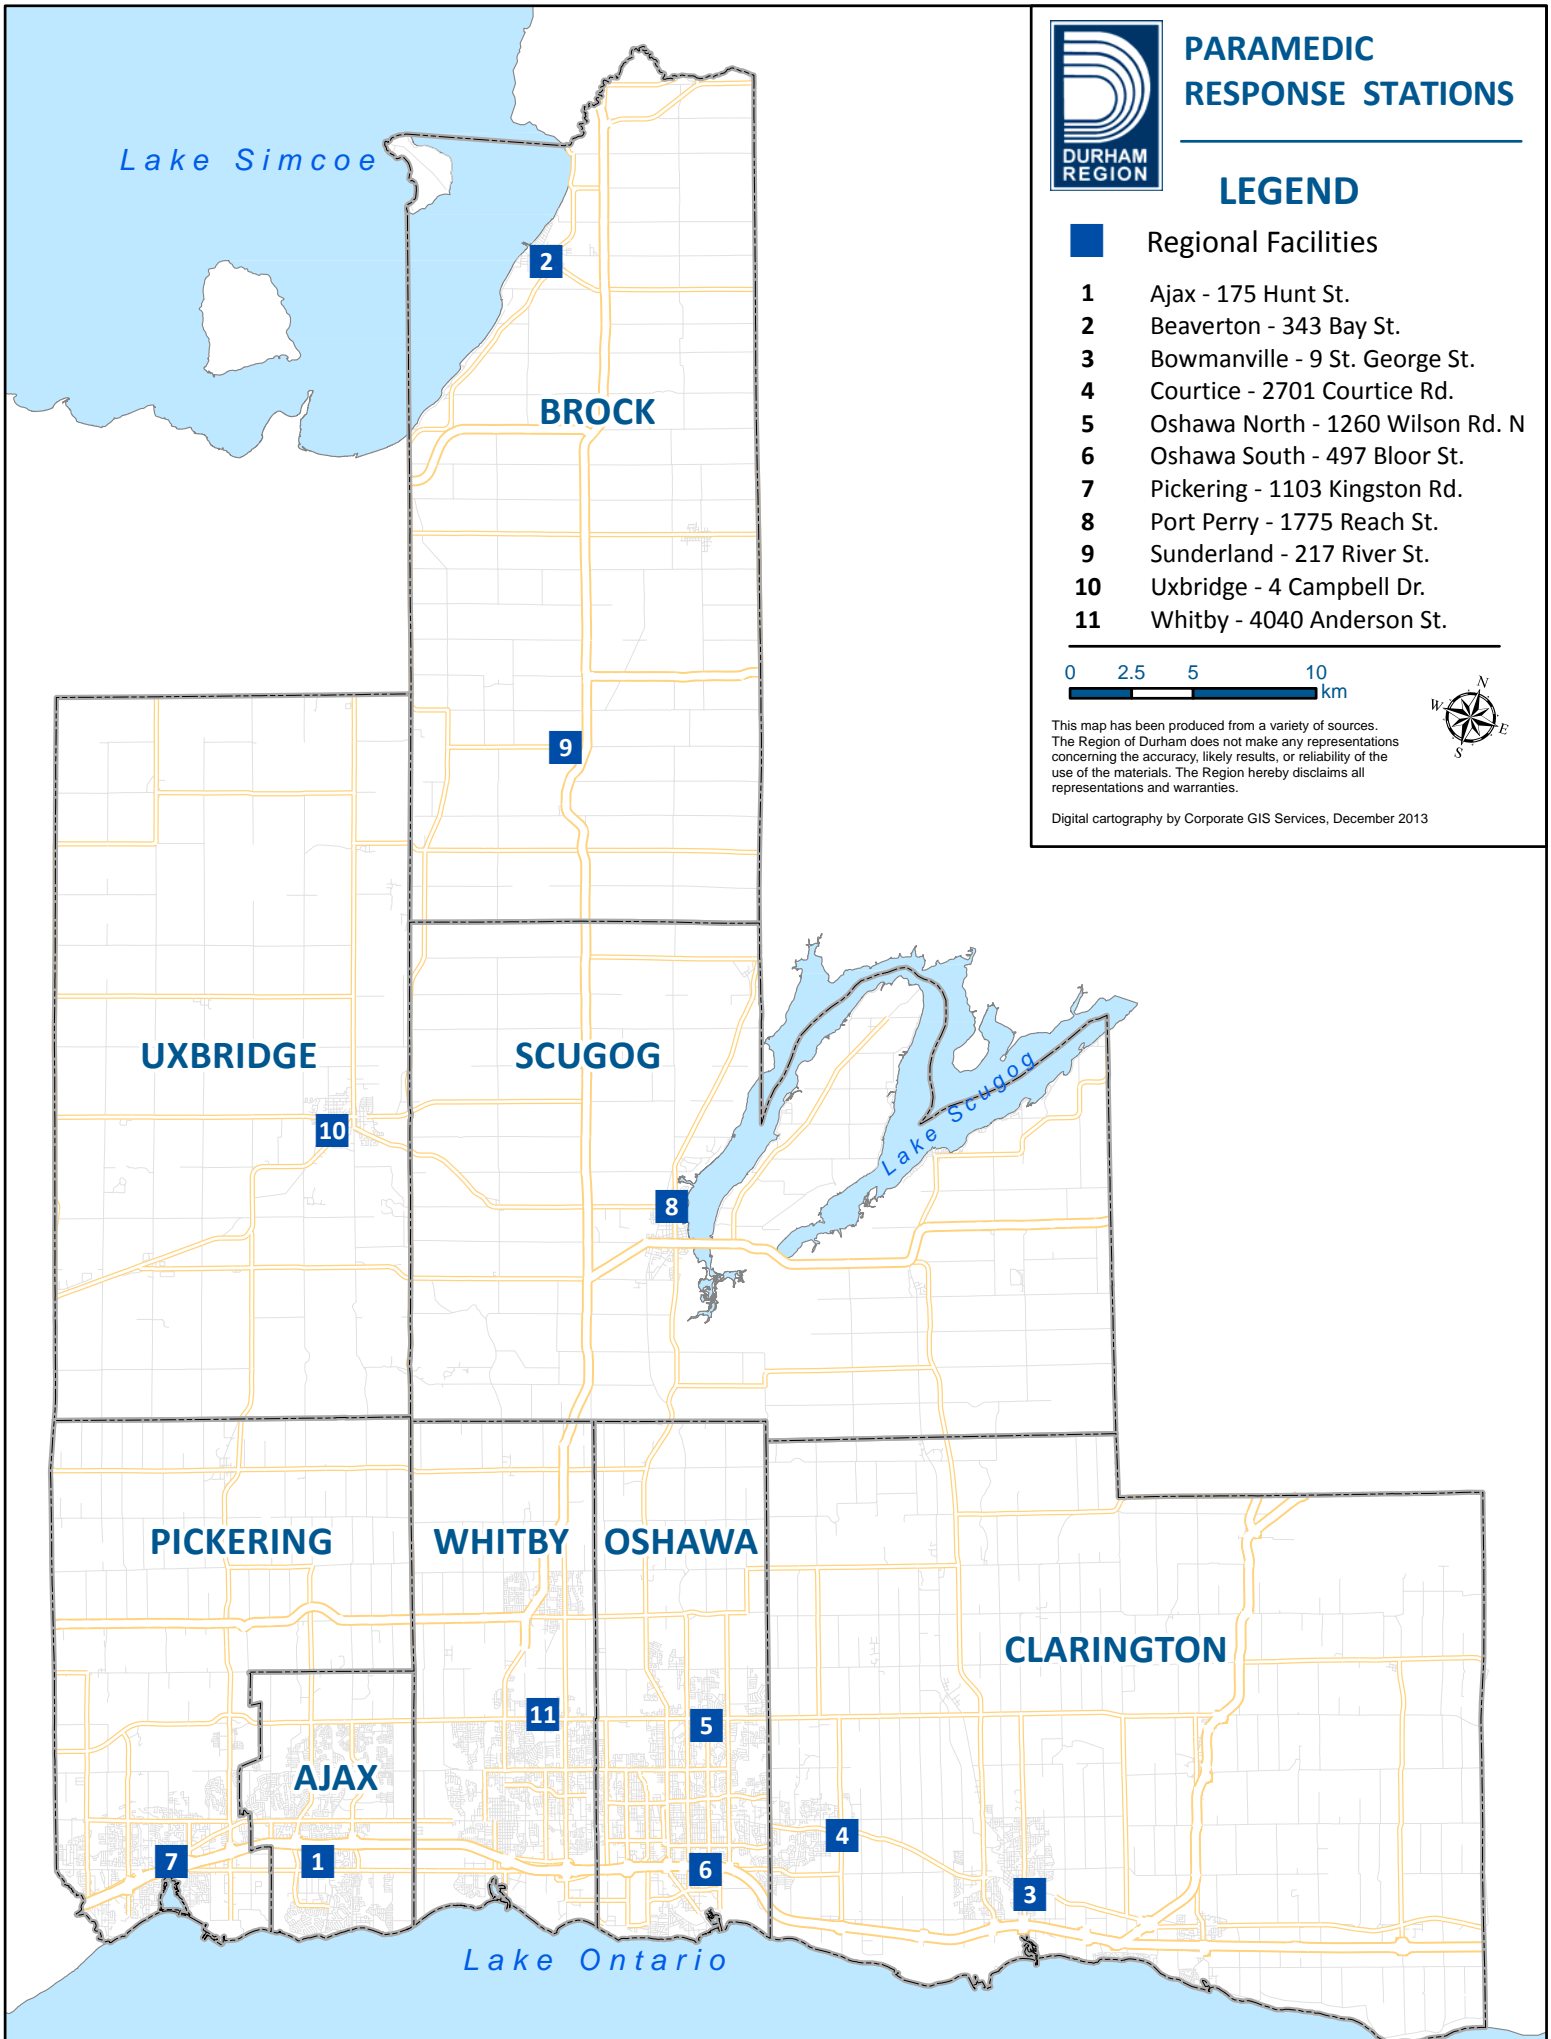 PARAMEDIC
RESPONSE STATIONS
DURHAM
REGION
LEGEND
Regional Facilities
1 Ajax - 175 Hunt St.
2 Beaverton - 343 Bay St.
3 Bowmanville - 9 St. George St.
4 Courtice - 2701 Courtice Rd.
5 Oshawa North - 1260 Wilson Rd. N
6 Oshawa South - 497 Bloor St.
7 Pickering - 1103 Kingston Rd.
8 Port Perry - 1775 Reach St.
9 Sunderland - 217 River St.
10 Uxbridge - 4 Campbell Dr.
11 Whitby - 4040 Anderson St.
0 2.5 5 10
km
N
W
E
S
This map has been produced from a variety of sources.
The Region of Durham does not make any representations
concerning the accuracy, likely results, or reliability of the
use of the materials. The Region hereby disclaims all
representations and warranties.
Digital cartography by Corporate GIS Services, December 2013
Lake Simcoe
2
BROCK
9
UXBRIDGE
SCUGOG
Lake Scugog
10
8
PICKERING
WHITBY
OSHAWA
CLARINGTON
11
5
AJAX
4
7
1
6
3
Lake Ontario